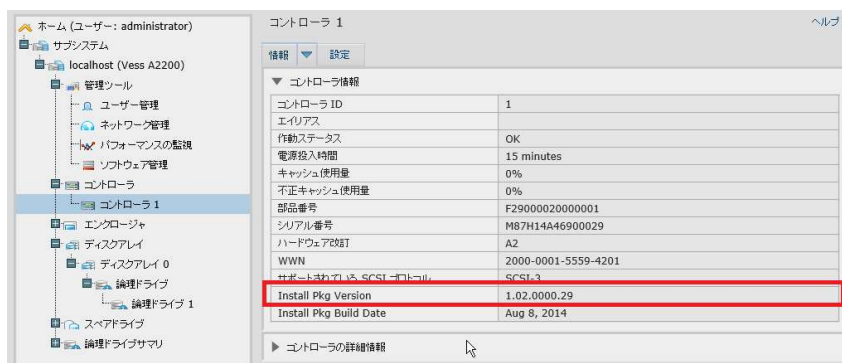 ホーム (ユーザー: administrator)
サブシステム
localhost (Vess A2200)
管理ツール
ユーザー管理
ネットワーク管理
パフォーマンスの監視
ソフトウェア管理
コントローラ
コントローラ 1
エンクロージャ
ディスクアレイ
ディスクアレイ 0
論理ドライブ
論理ドライブ 1
スペアドライブ
論理ドライブサマリ
コントローラ 1
ヘルプ
情報 設定
コントローラ情報
コントローラ ID 1
エイリアス
作動ステータス OK
電源投入時間 15 minutes
キャッシュ使用量 0%
不正キャッシュ使用量 0%
部品番号 F29000020000001
シリアル番号 M87H14A46900029
ハードウェア改訂 A2
WWN 2000-0001-5559-4201
サポートされている SCSI プロトコル SCSI-3
Install Pkg Version 1.02.0000.29
Install Pkg Build Date Aug 8, 2014
コントローラの詳細情報